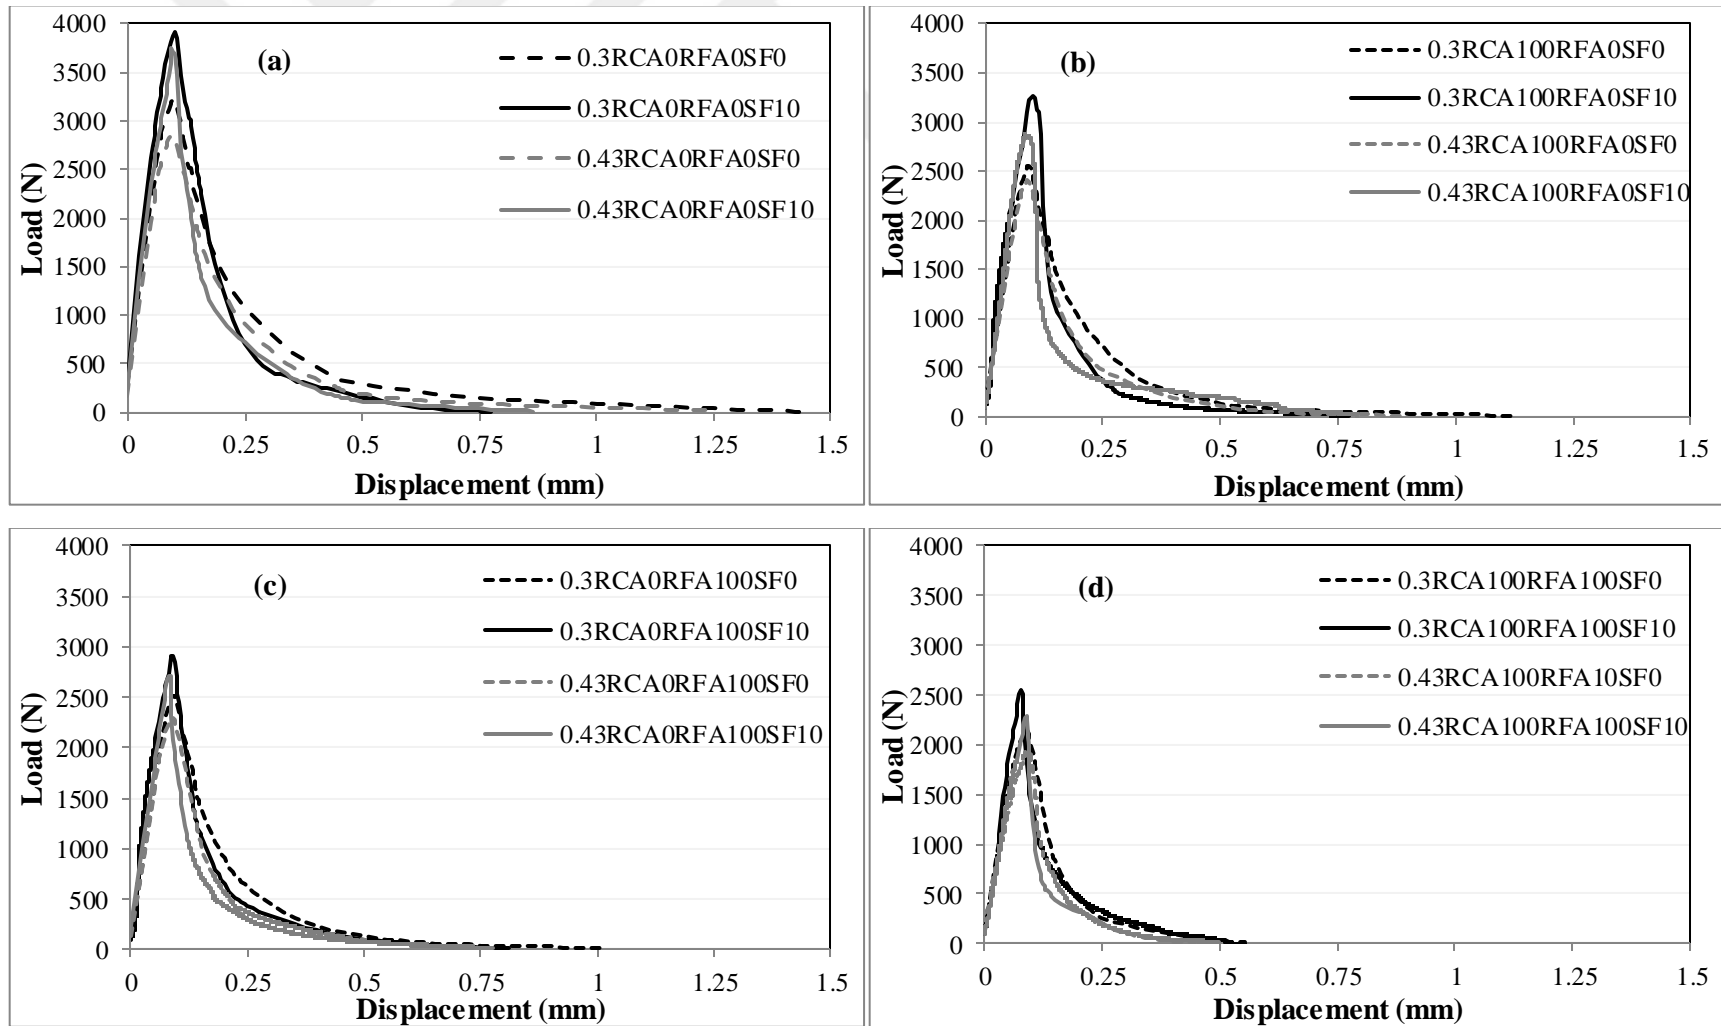 4000
3500
3000
2500
2000
1500
1000
500
0
Load (N)
(a)
0.3RCA0RFA0SF0
0.3RCA0RFA0SF10
0.43RCA0RFA0SF0
0.43RCA0RFA0SF10
0 0.25 0.5 0.75 1 1.25 1.5
Displacement (mm)
4000
3500
3000
2500
2000
1500
1000
500
0
Load (N)
(b)
0.3RCA100RFA0SF0
0.3RCA100RFA0SF10
0.43RCA100RFA0SF0
0.43RCA100RFA0SF10
0 0.25 0.5 0.75 1 1.25 1.5
Displacement (mm)
4000
3500
3000
2500
2000
1500
1000
500
0
Load (N)
(c)
0.3RCA0RFA100SF0
0.3RCA0RFA100SF10
0.43RCA0RFA100SF0
0.43RCA0RFA100SF10
0 0.25 0.5 0.75 1 1.25 1.5
Displacement (mm)
4000
3500
3000
2500
2000
1500
1000
500
0
Load (N)
(d)
0.3RCA100RFA100SF0
0.3RCA100RFA100SF10
0.43RCA100RFA10SF0
0.43RCA100RFA100SF10
0 0.25 0.5 0.75 1 1.25 1.5
Displacement (mm)